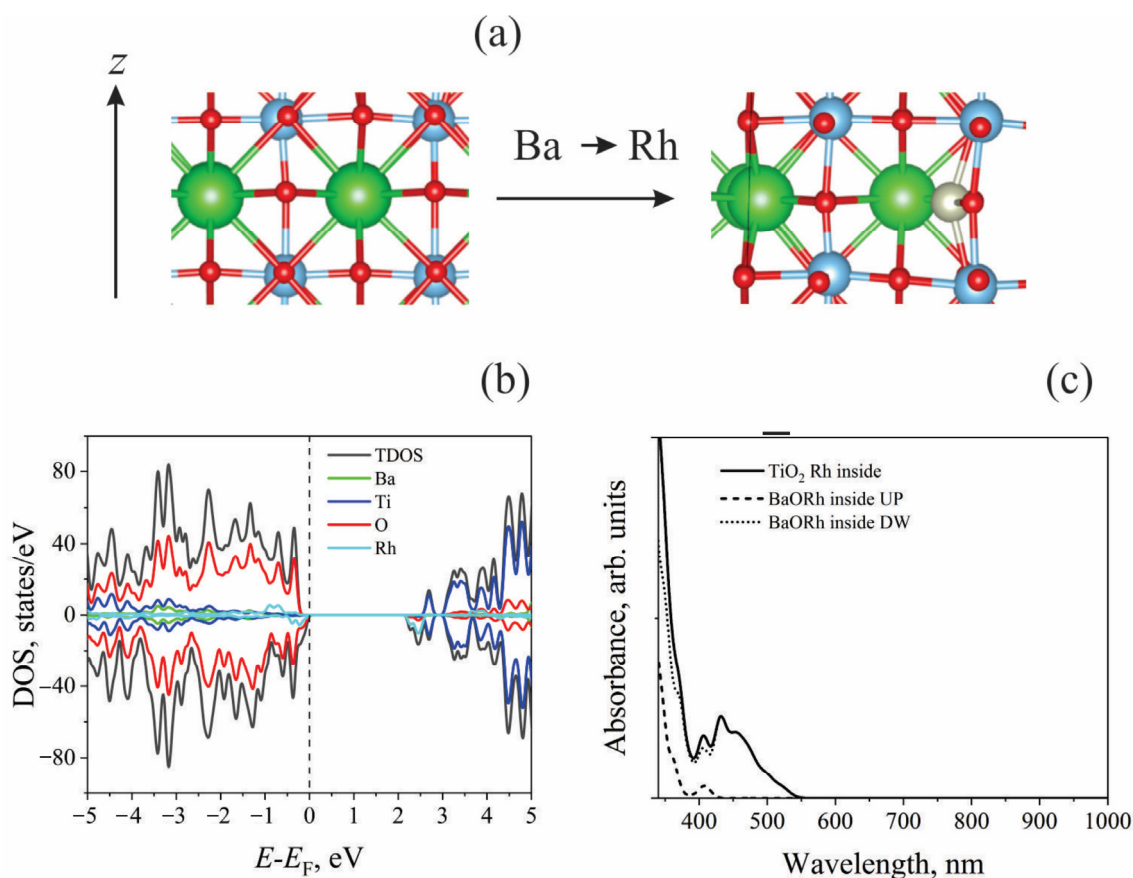 (a)
z
Ba → Rh
(b)
TDOS
Ba
Ti
O
Rh
80
40
0
−40
−80
DOS, states/eV
−5 −4 −3 −2 −1 0 1 2 3 4 5
E-E_F, eV
(c)
TiO₂ Rh inside
BaORh inside UP
BaORh inside DW
Absorbance, arb. units
400 500 600 700 800 900 1000
Wavelength, nm